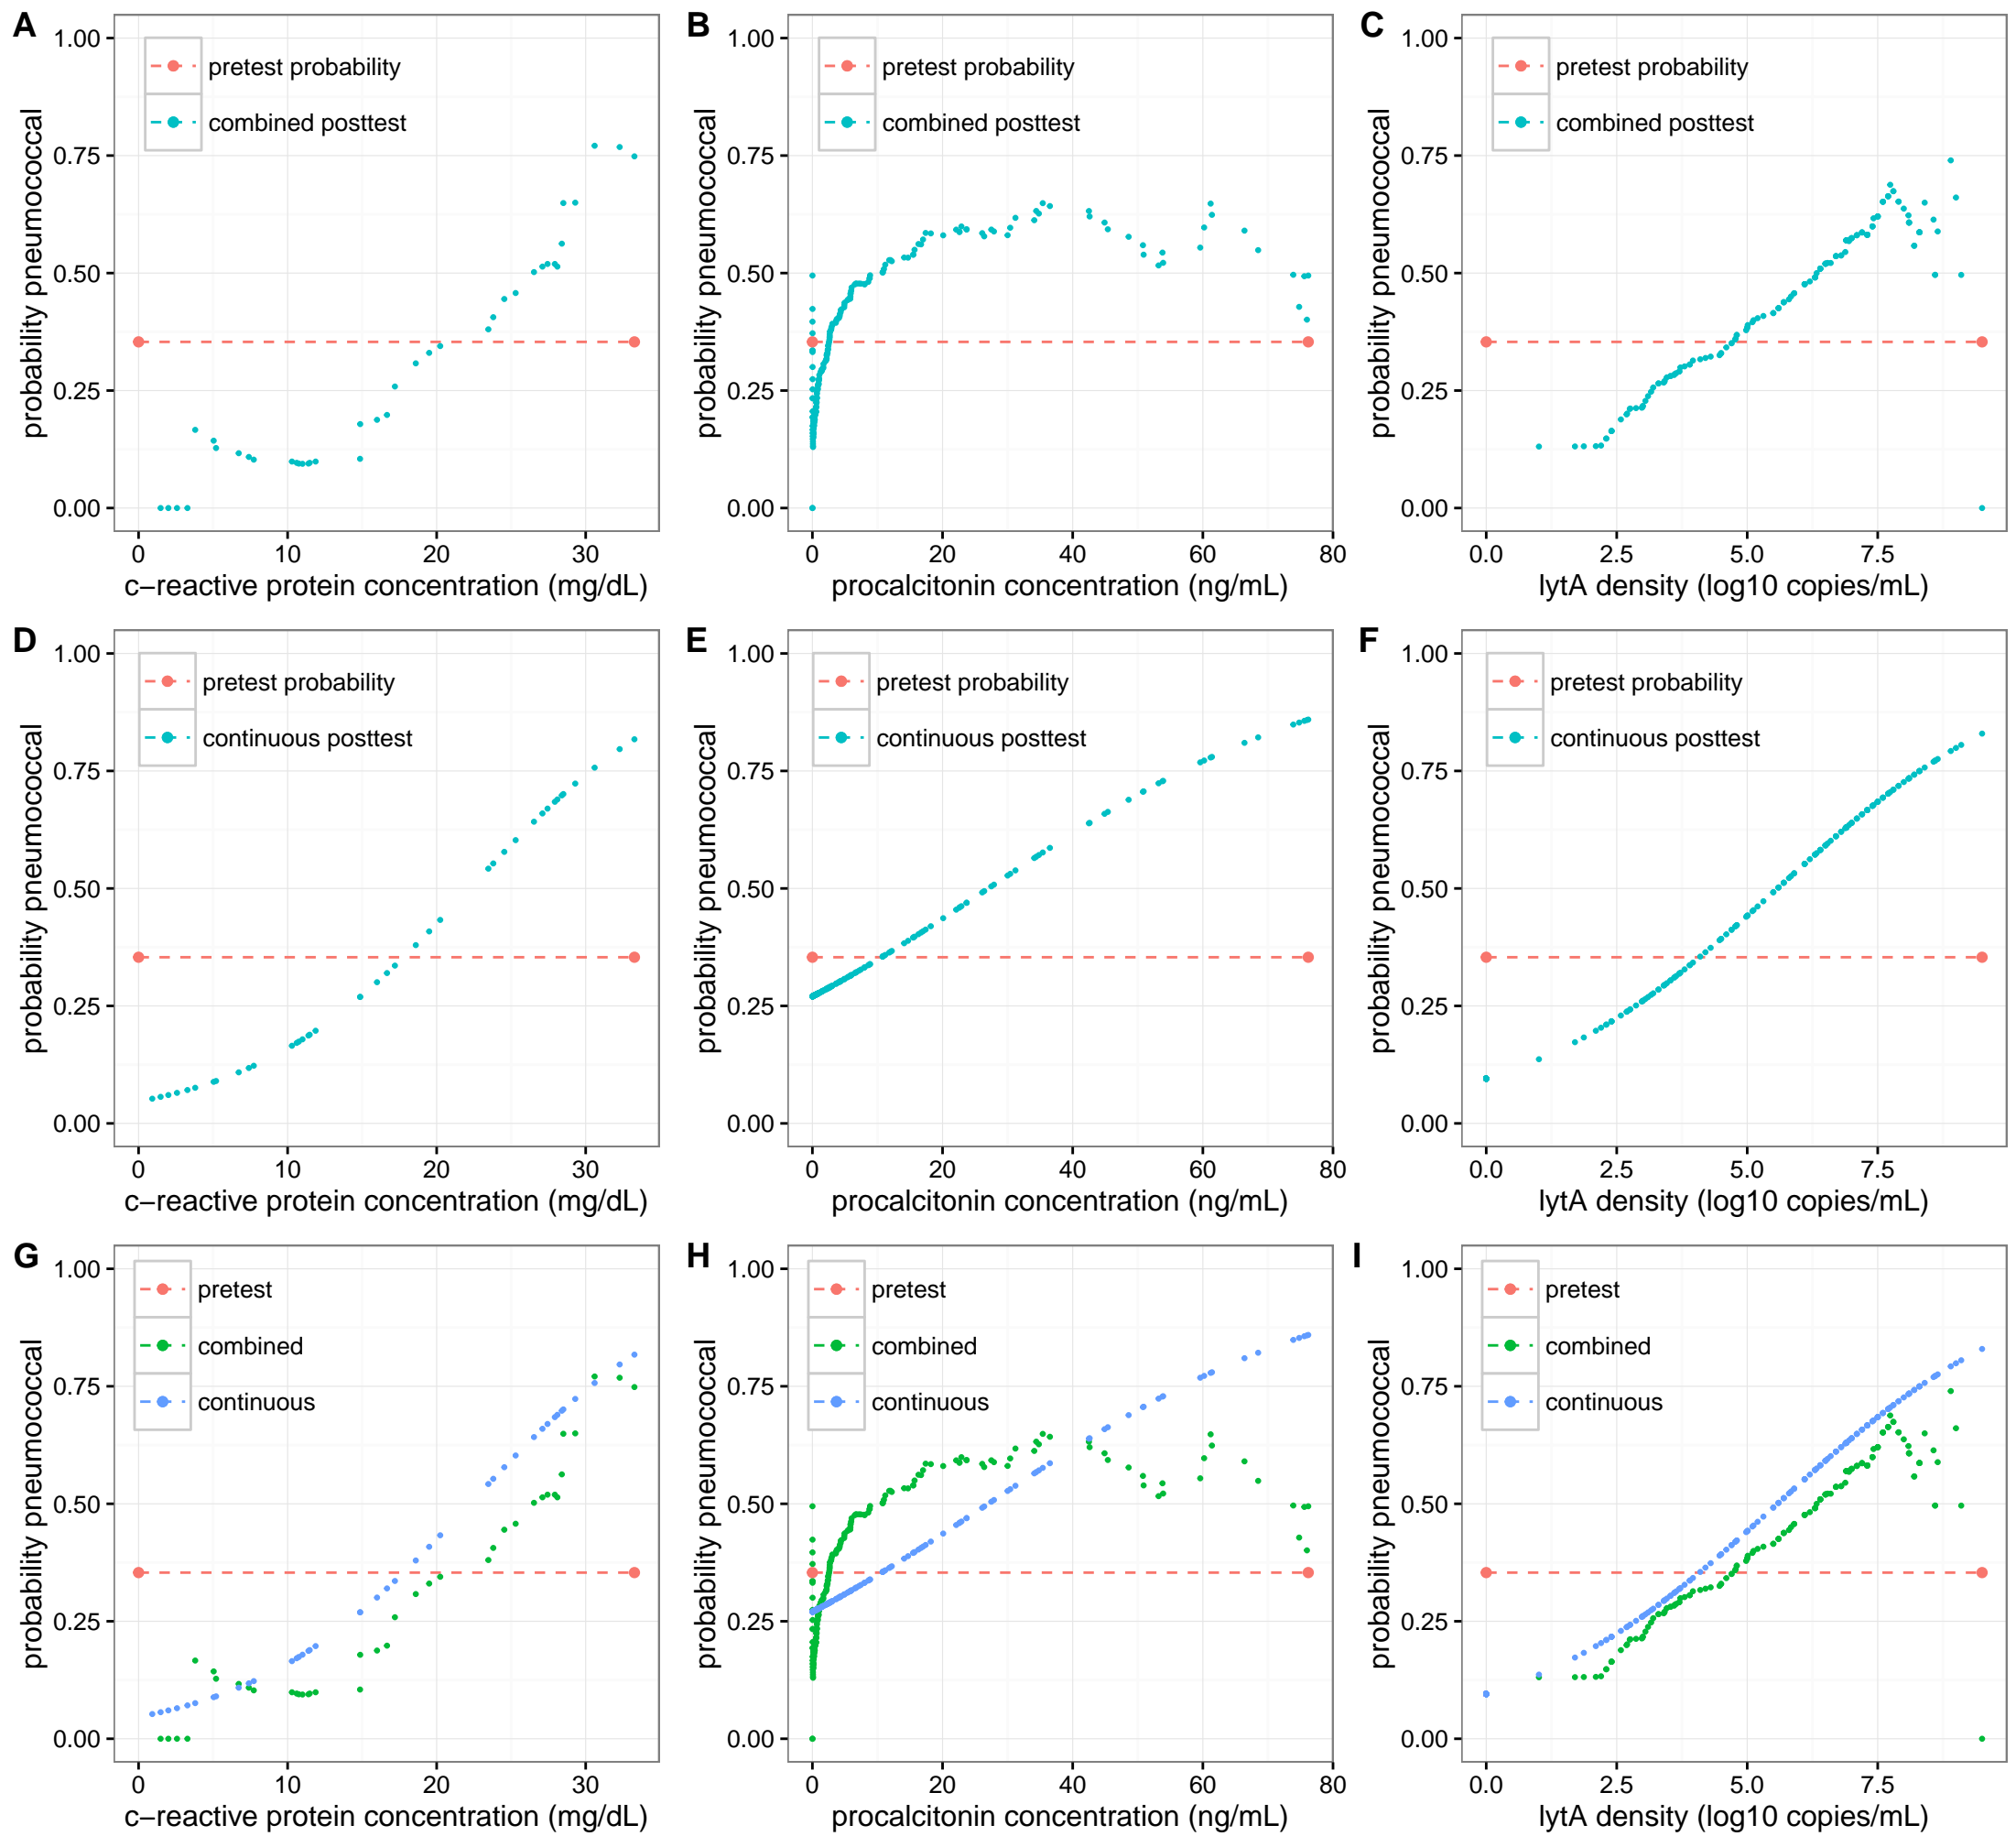 A
1.00
0.75
0.50
0.25
0.00
probability pneumococcal
pretest probability
combined posttest
0 10 20 30
c−reactive protein concentration (mg/dL)
B
1.00
0.75
0.50
0.25
0.00
probability pneumococcal
pretest probability
combined posttest
0 20 40 60 80
procalcitonin concentration (ng/mL)
C
1.00
0.75
0.50
0.25
0.00
probability pneumococcal
pretest probability
combined posttest
0.0 2.5 5.0 7.5
lytA density (log10 copies/mL)
D
1.00
0.75
0.50
0.25
0.00
probability pneumococcal
pretest probability
continuous posttest
0 10 20 30
c−reactive protein concentration (mg/dL)
E
1.00
0.75
0.50
0.25
0.00
probability pneumococcal
pretest probability
continuous posttest
0 20 40 60 80
procalcitonin concentration (ng/mL)
F
1.00
0.75
0.50
0.25
0.00
probability pneumococcal
pretest probability
continuous posttest
0.0 2.5 5.0 7.5
lytA density (log10 copies/mL)
G
1.00
0.75
0.50
0.25
0.00
probability pneumococcal
pretest
combined
continuous
0 10 20 30
c−reactive protein concentration (mg/dL)
H
1.00
0.75
0.50
0.25
0.00
probability pneumococcal
pretest
combined
continuous
0 20 40 60 80
procalcitonin concentration (ng/mL)
I
1.00
0.75
0.50
0.25
0.00
probability pneumococcal
pretest
combined
continuous
0.0 2.5 5.0 7.5
lytA density (log10 copies/mL)